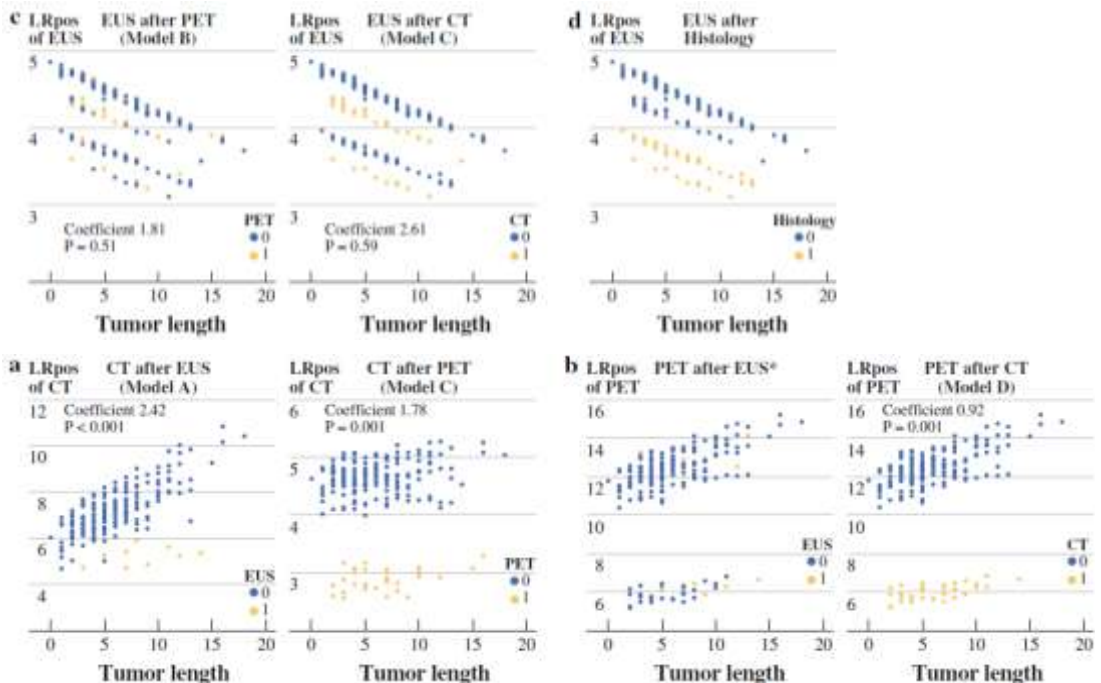 c LRpos of EUS EUS after PET (Model B)
5
4
3
Coefficient 1.81
P = 0.51
PET
0
1
0 5 10 15 20
Tumor length
LRpos of EUS EUS after CT (Model C)
5
4
3
Coefficient 2.61
P = 0.59
CT
0
1
0 5 10 15 20
Tumor length
d LRpos of EUS EUS after Histology
5
4
3
Histology
0
1
0 5 10 15 20
Tumor length
a LRpos of CT CT after EUS (Model A)
12
Coefficient 2.42
P < 0.001
10
8
6
4
EUS
0
1
0 5 10 15 20
Tumor length
LRpos of CT CT after PET (Model C)
6
Coefficient 1.78
P = 0.001
5
4
3
PET
0
1
0 5 10 15 20
Tumor length
b LRpos of PET PET after EUS*
16
14
12
10
8
6
EUS
0
1
0 5 10 15 20
Tumor length
LRpos of PET PET after CT (Model D)
16
Coefficient 0.92
P = 0.001
14
12
10
8
6
CT
0
1
0 5 10 15 20
Tumor length